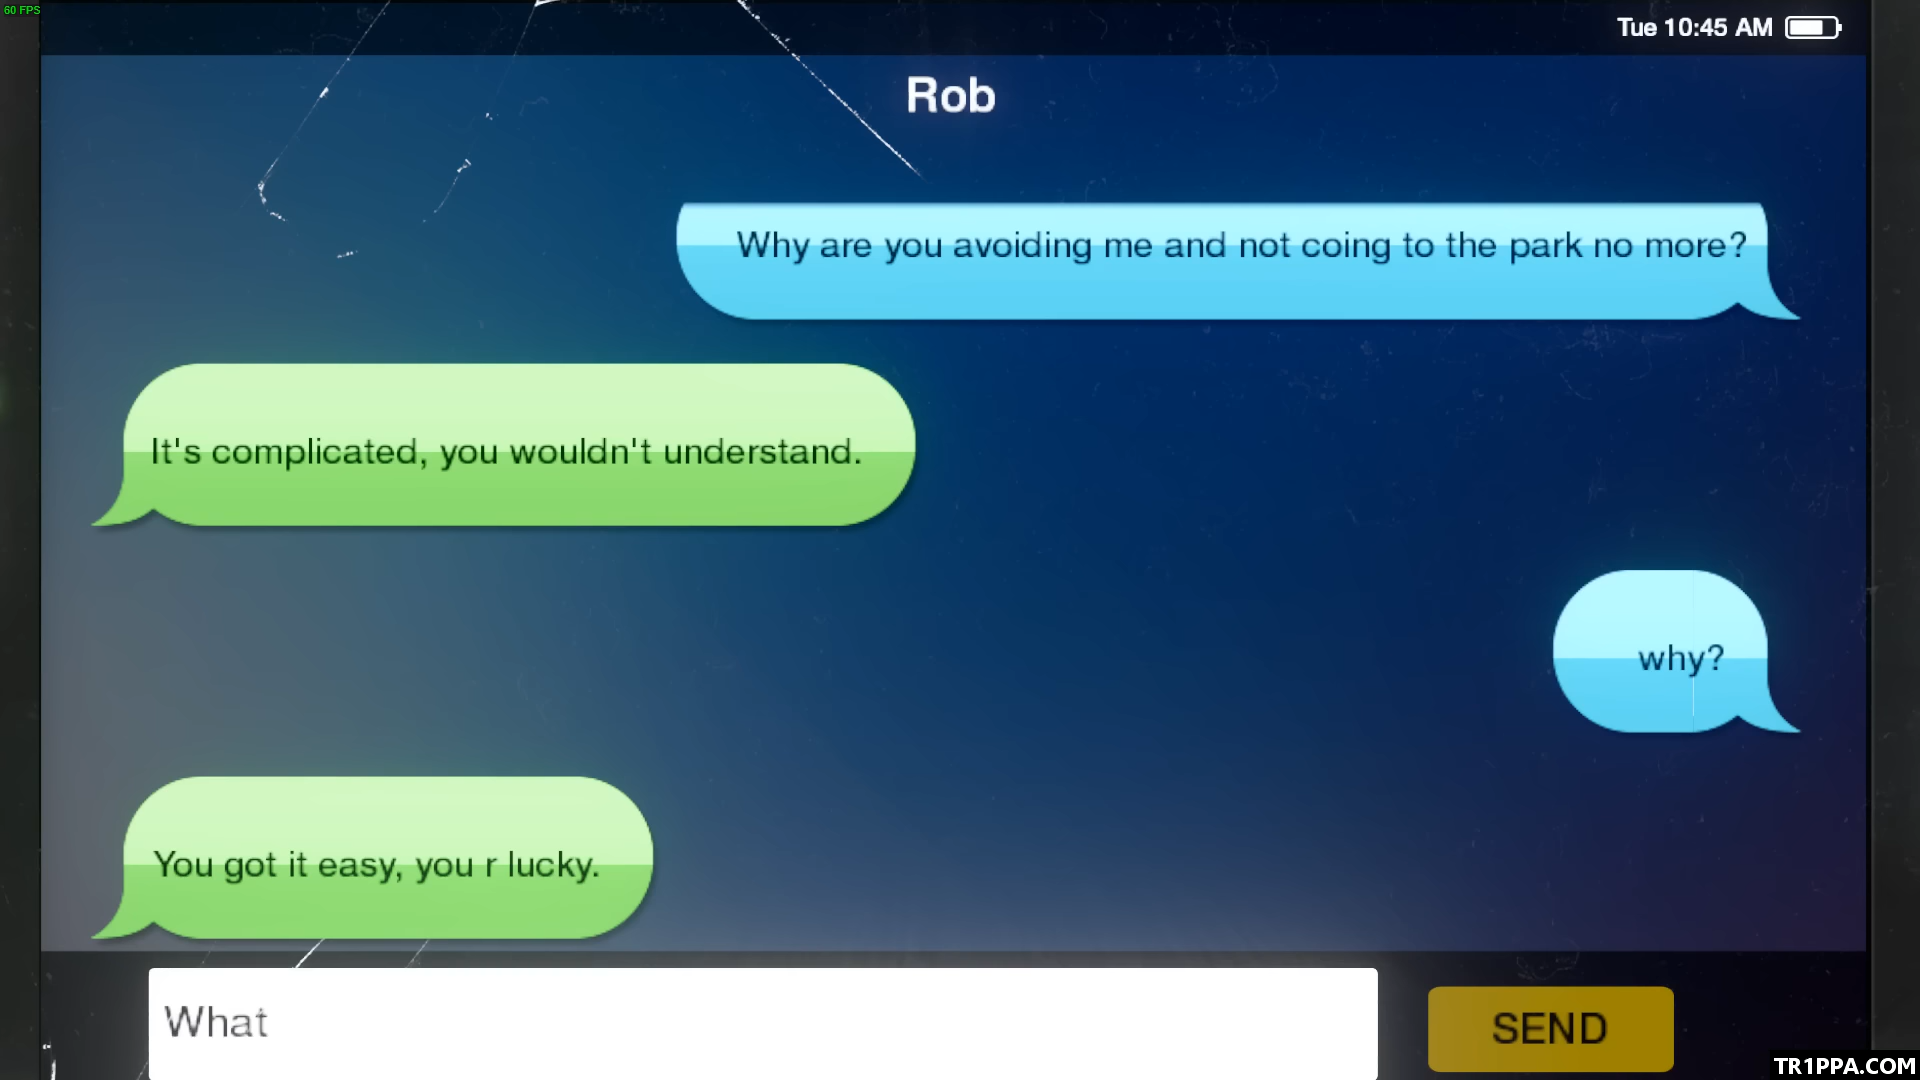 60 FPS
Tue 10:45 AM
Rob
Why are you avoiding me and not coing to the park no more?
It's complicated, you wouldn't understand.
why?
You got it easy, you r lucky.
What
SEND
TR1PPA.COM